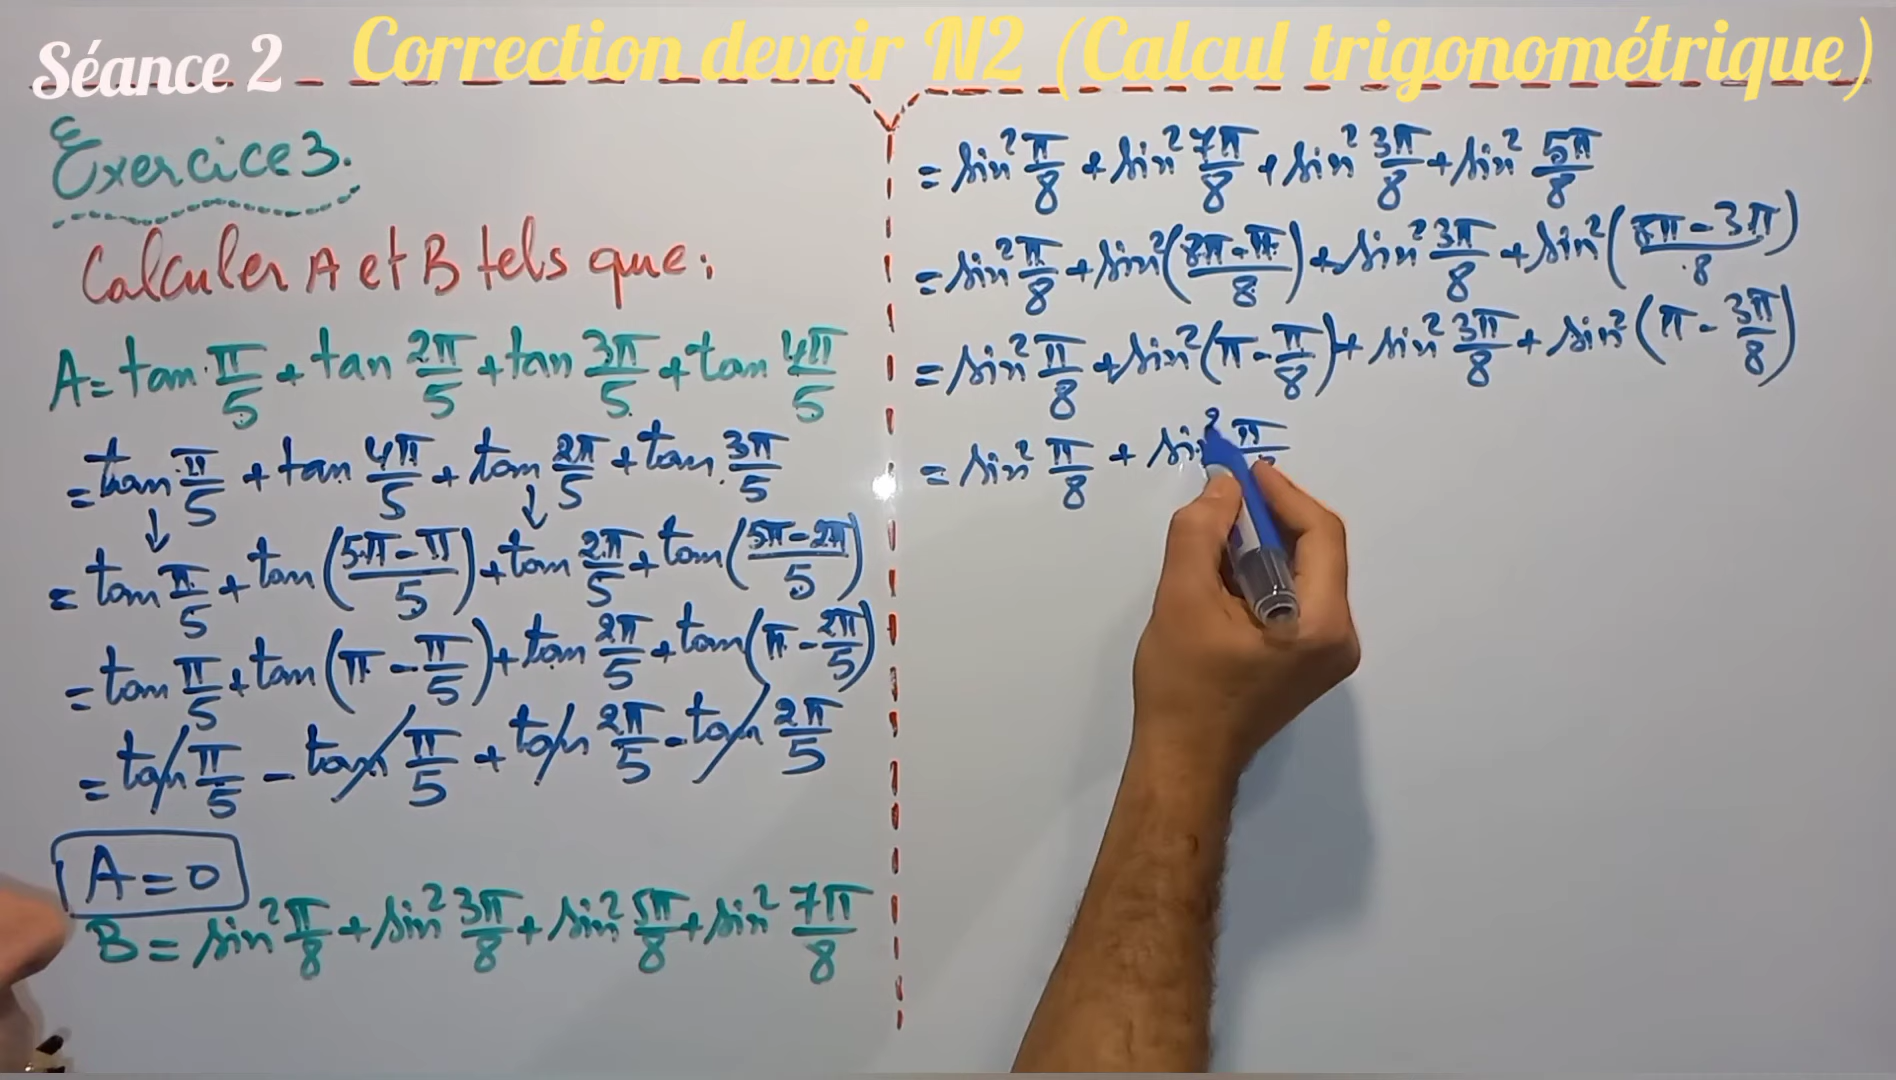 Séance 2
Correction devoir N2 (Calcul trigonométrique)
Exercice 3.
Calculer A et B tels que:
A = tan π/5 + tan 2π/5 + tan 3π/5 + tan 4π/5
= tan π/5 + tan 4π/5 + tan 2π/5 + tan 3π/5
↓ ↓
= tan π/5 + tan (5π-π/5) + tan 2π/5 + tan (5π-2π/5)
= tan π/5 + tan (π - π/5) + tan 2π/5 + tan (π - 2π/5)
= tan π/5 - tan π/5 + tan 2π/5 - tan 2π/5
A = 0
B = sin² π/8 + sin² 3π/8 + sin² 5π/8 + sin² 7π/8
= sin² π/8 + sin² 7π/8 + sin² 3π/8 + sin² 5π/8
= sin² π/8 + sin² (8π-π/8) + sin² 3π/8 + sin² (8π-3π/8)
= sin² π/8 + sin² (π - π/8) + sin² 3π/8 + sin² (π - 3π/8)
= sin² π/8 + sin² π